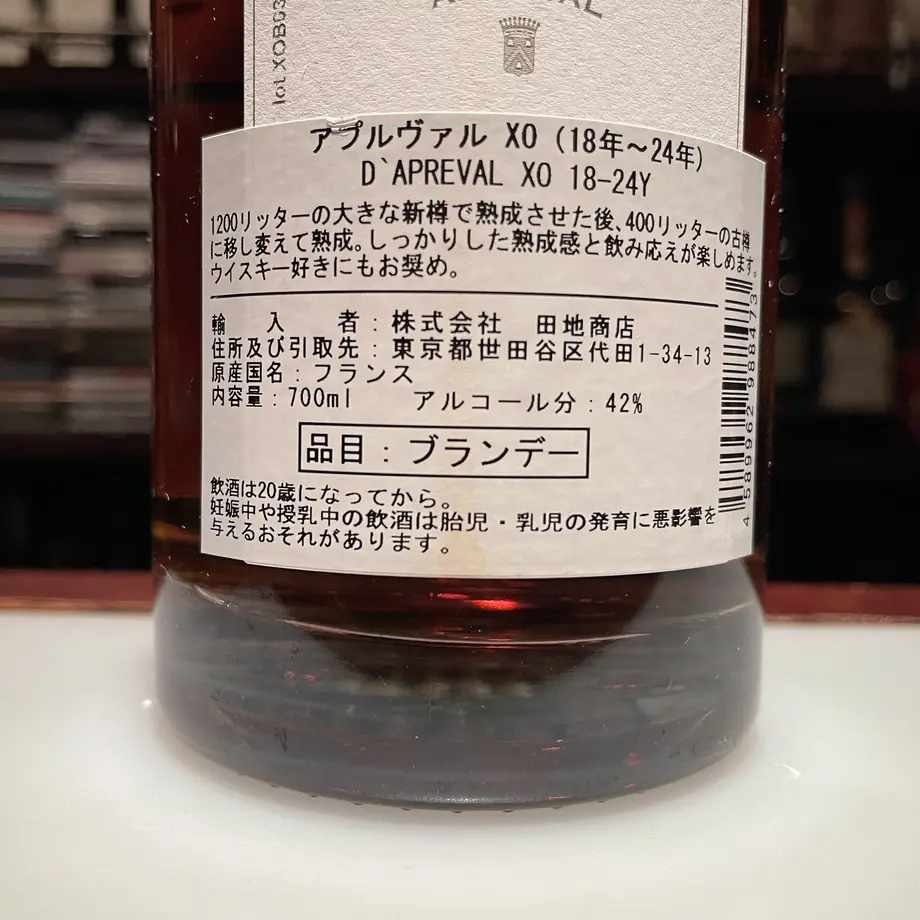 lot XOB03
アプルヴァル XO (18年〜24年)
D`APREVAL XO 18-24Y
1200リッターの大きな新樽で熟成させた後、400リッターの古樽
に移し変えて熟成。しっかりした熟成感と飲み応えが楽しめます。
ウイスキー好きにもお奨め。
輸入者：株式会社 田地商店
住所及び引取先：東京都世田谷区代田1-34-13
原産国名：フランス
内容量：700ml アルコール分：42%
品目：ブランデー
飲酒は20歳になってから。
妊娠中や授乳中の飲酒は胎児・乳児の発育に悪影響を
与えるおそれがあります。
4 589962 988473